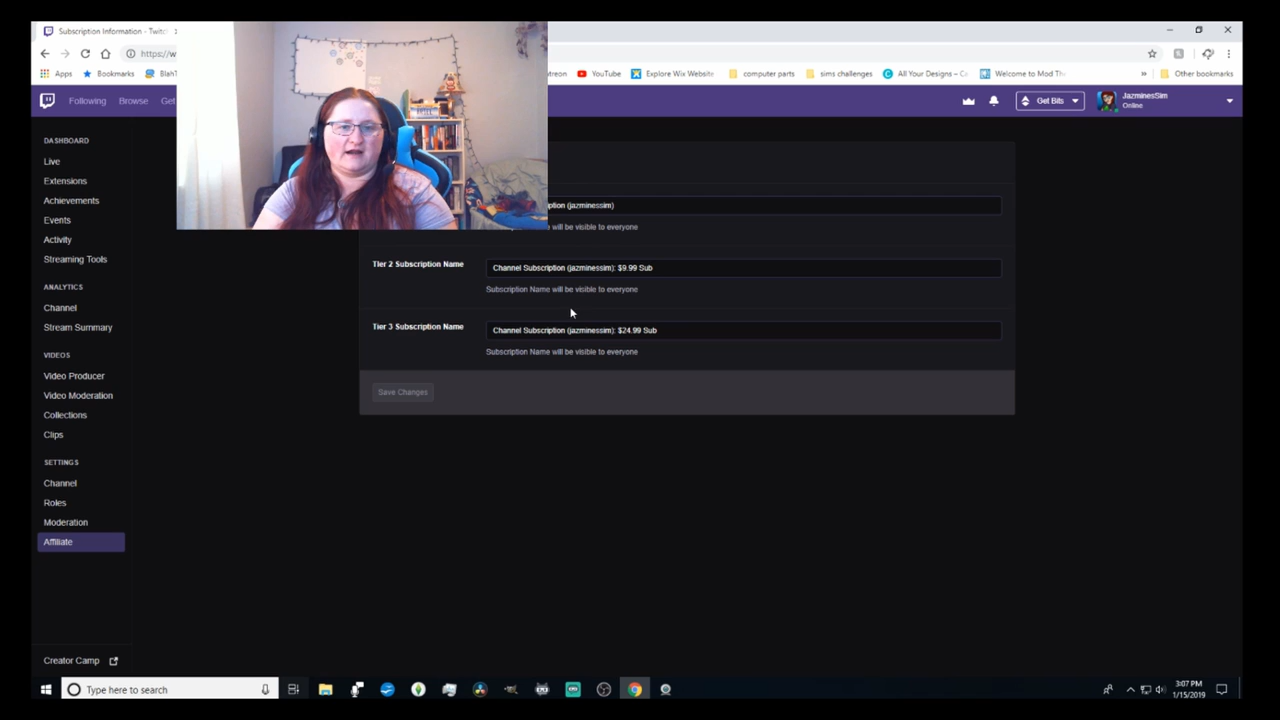 Subscription Information - Twitch
https://w
Apps
Bookmarks
BlahT
YouTube
Explore Wix Website
computer parts
sims challenges
All Your Designs – C
Welcome to Mod Th
»
Other bookmarks
Following
Browse
Get
Get Bits
JazminesSim
Online
DASHBOARD
Live
Extensions
Achievements
Events
Activity
Streaming Tools
ANALYTICS
Channel
Stream Summary
VIDEOS
Video Producer
Video Moderation
Collections
Clips
SETTINGS
Channel
Roles
Moderation
Affiliate
Creator Camp
(jazminessim)
will be visible to everyone
Tier 2 Subscription Name
Channel Subscription (jazminessim): $9.99 Sub
Subscription Name will be visible to everyone
Tier 3 Subscription Name
Channel Subscription (jazminessim): $24.99 Sub
Subscription Name will be visible to everyone
Save Changes
Type here to search
3:07 PM
1/15/2019